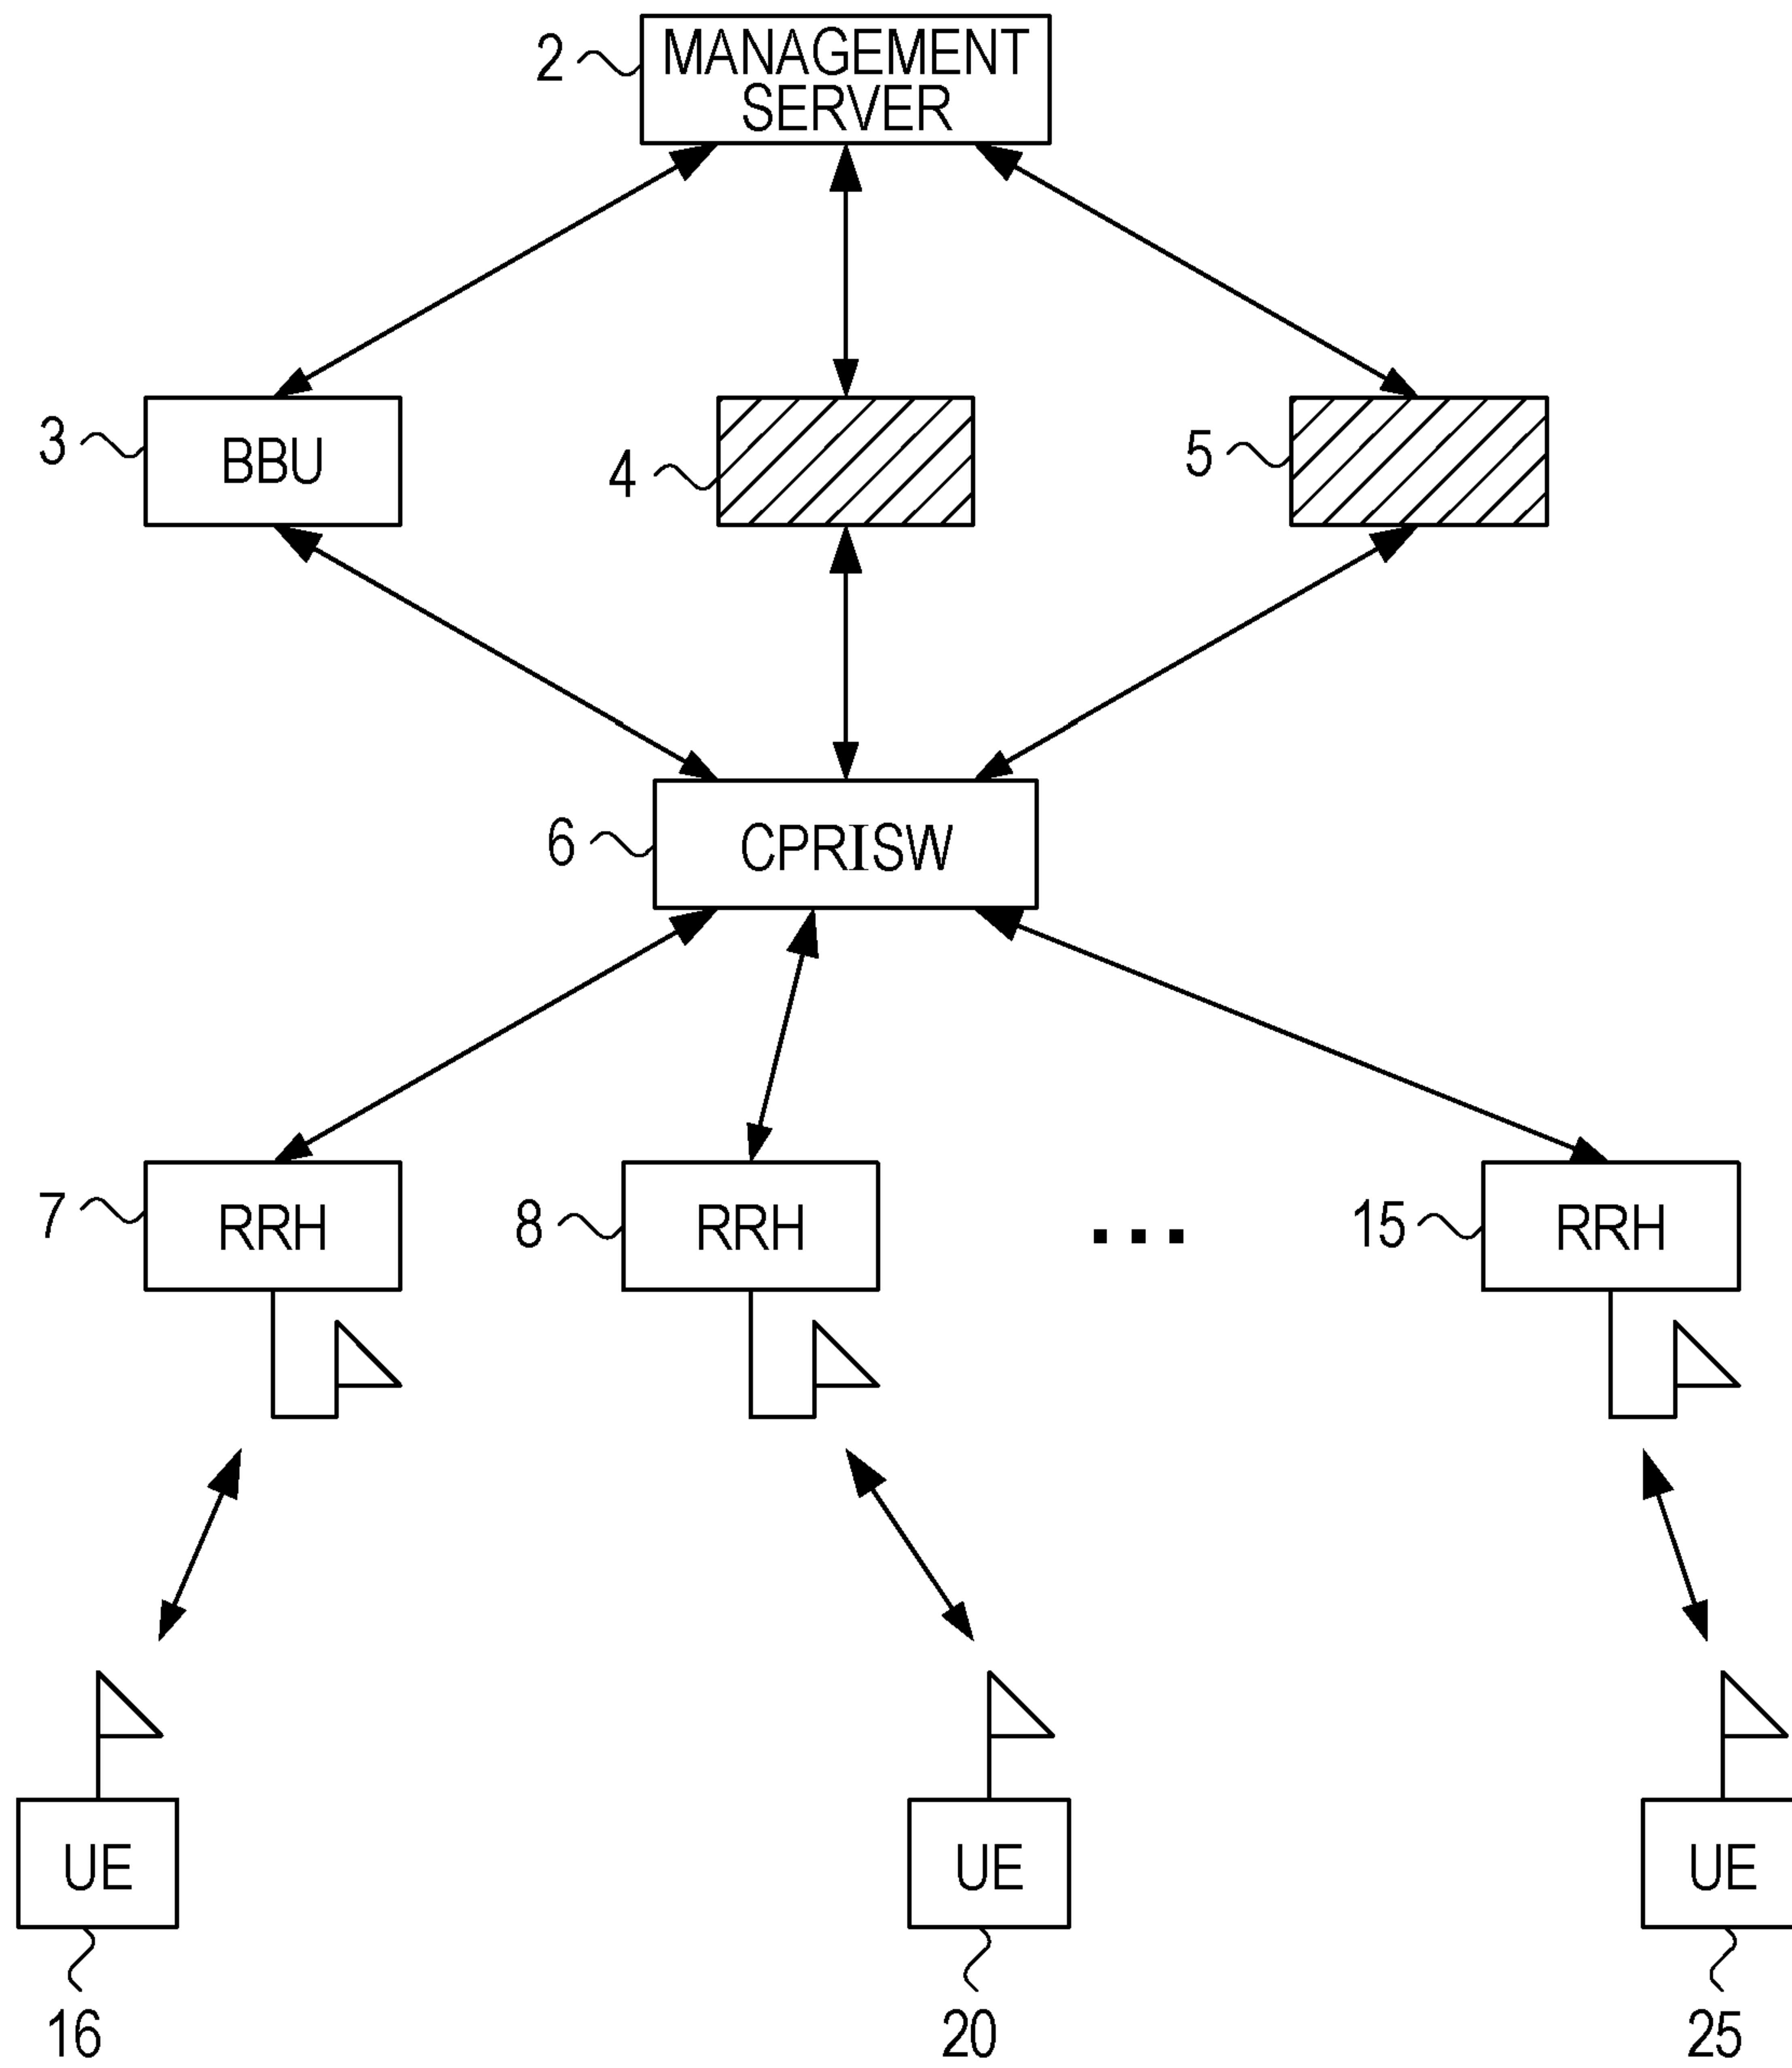 2
MANAGEMENT
SERVER
3
BBU
4
5
6
CPRISW
7
RRH
8
RRH
...
15
RRH
UE
UE
UE
16
20
25